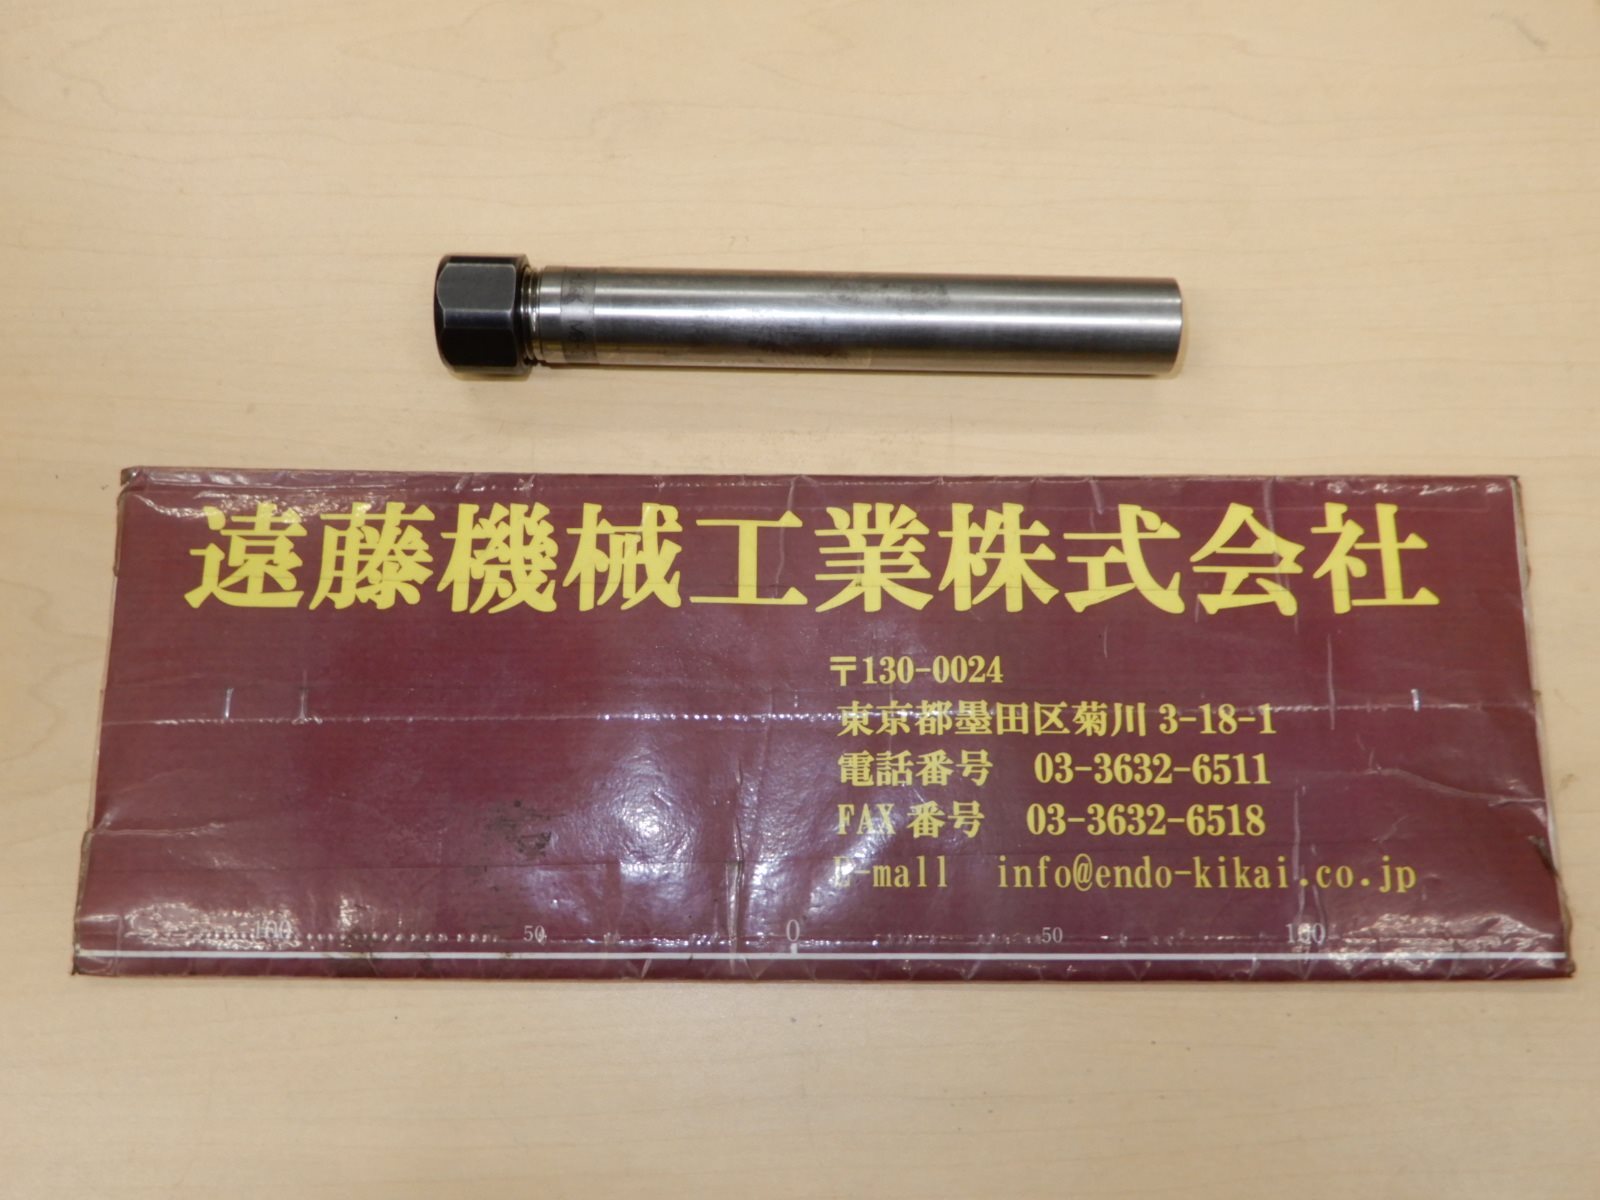 遠藤機械工業株式会社
〒130-0024
東京都墨田区菊川 3-18-1
電話番号 03-3632-6511
FAX 番号 03-3632-6518
E-mall info@endo-kikai.co.jp
100 50 0 50 100